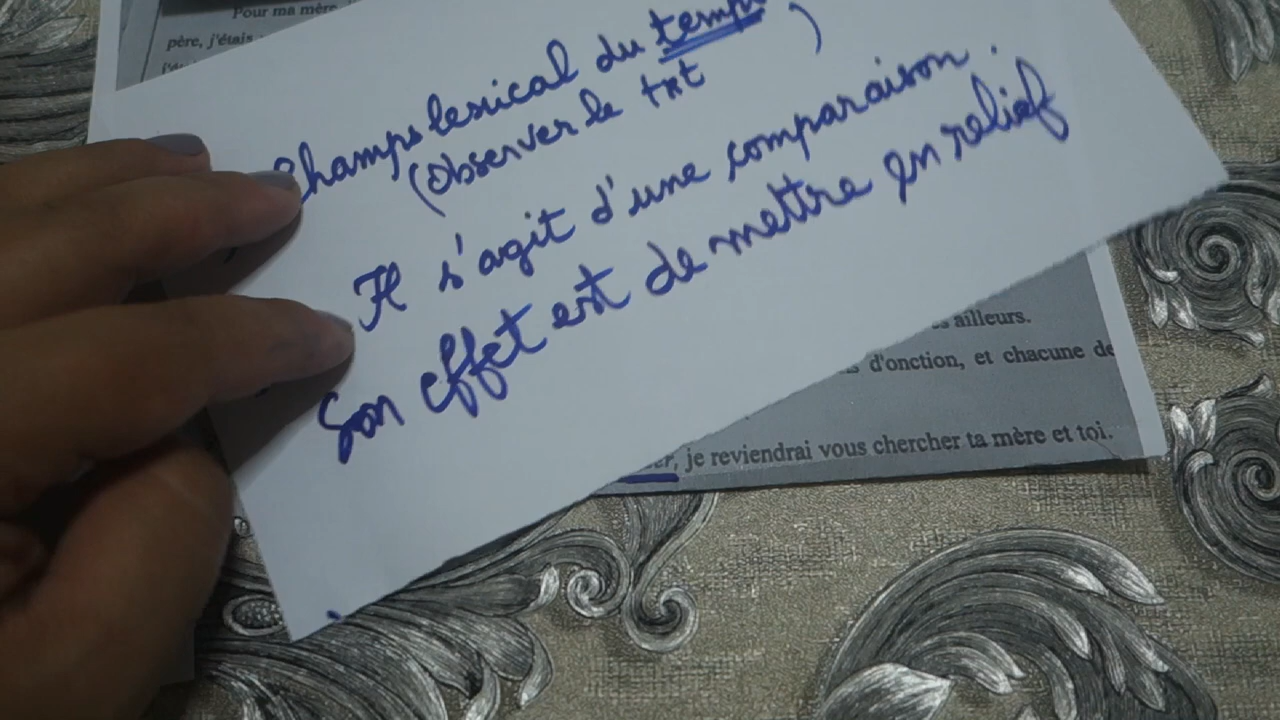 Pour ma mère
père, j'étais
Champs lexical du temps
(Observer le txt)
Il s'agit d'une comparaison.
Son effet est de mettre en relief
ailleurs.
d'onction, et chacune de
je reviendrai vous chercher ta mère et toi.